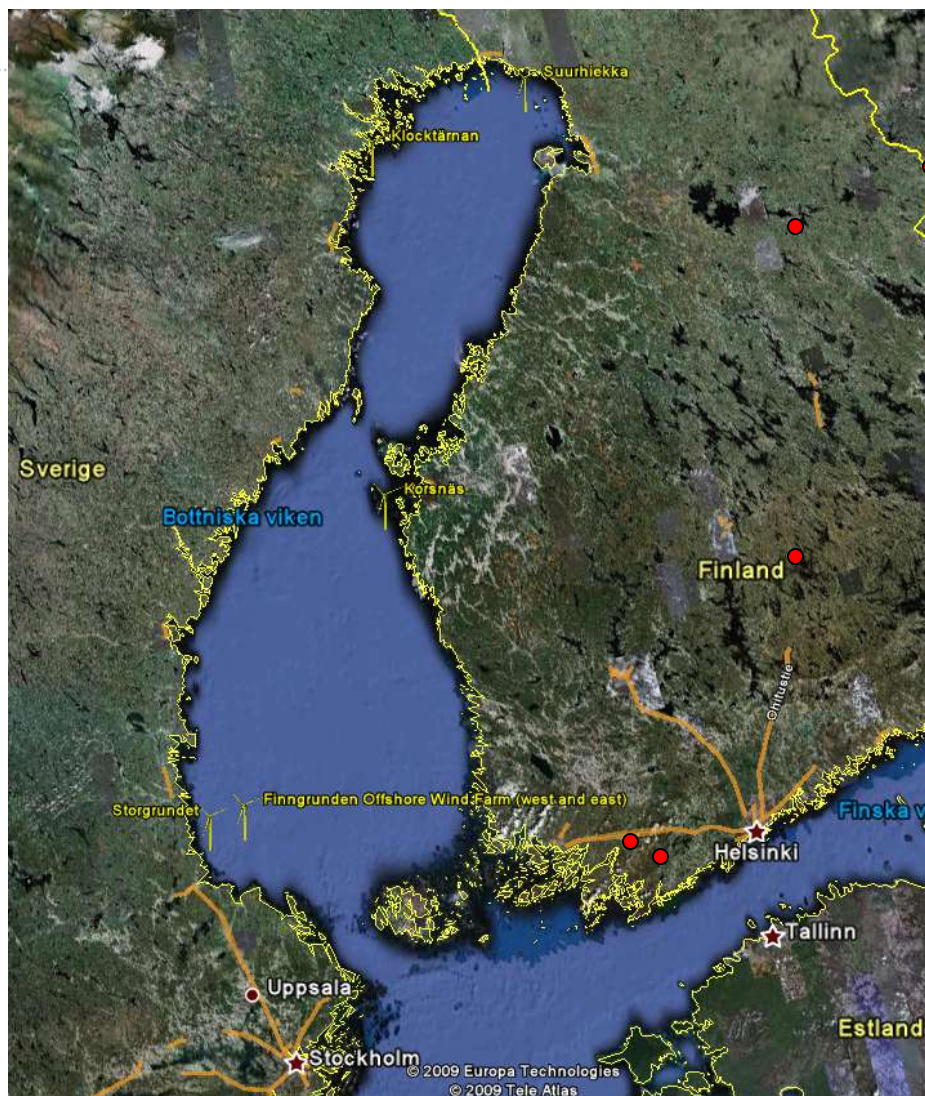 Suurhiekka
Klocktärnan
Sverige
Korsnäs
Bottniska viken
Finland
Ohitustie
Storgrundet
Finngrunden Offshore Wind Farm (west and east)
Finska v
Helsinki
Tallinn
Uppsala
Estland
Stockholm
© 2009 Europa Technologies
© 2009 Tele Atlas